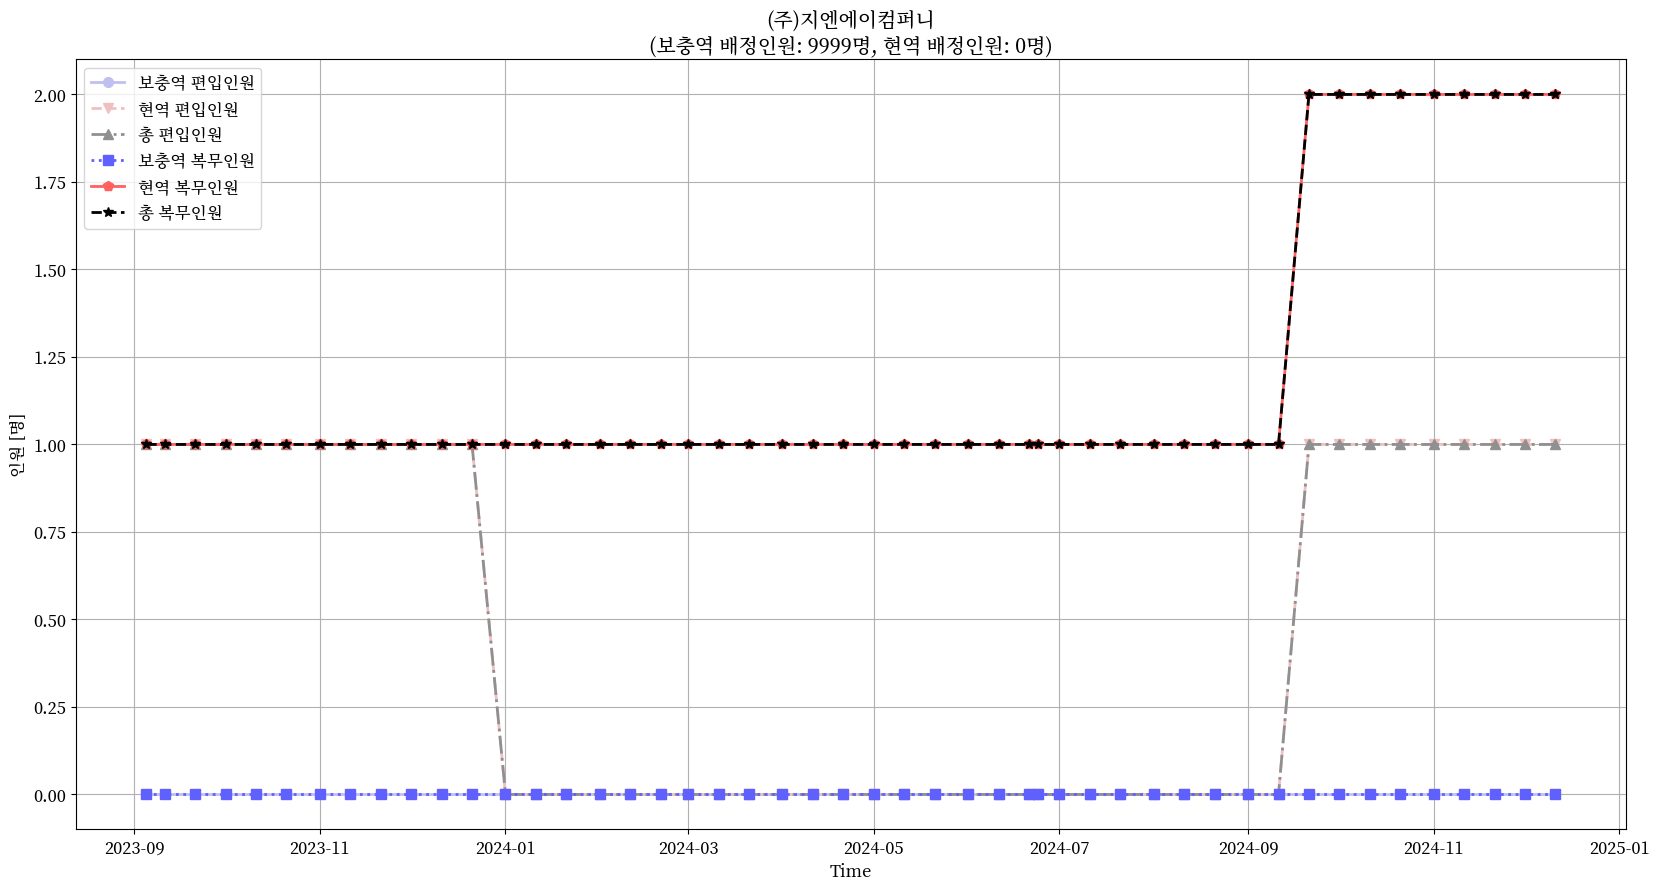 (주)지엔에이컴퍼니
(보충역 배정인원: 9999명, 현역 배정인원: 0명)
보충역 편입인원
현역 편입인원
총 편입인원
보충역 복무인원
현역 복무인원
총 복무인원
2.00
1.75
1.50
1.25
1.00
0.75
0.50
0.25
0.00
인원 [명]
2023-09 2023-11 2024-01 2024-03 2024-05 2024-07 2024-09 2024-11 2025-01
Time